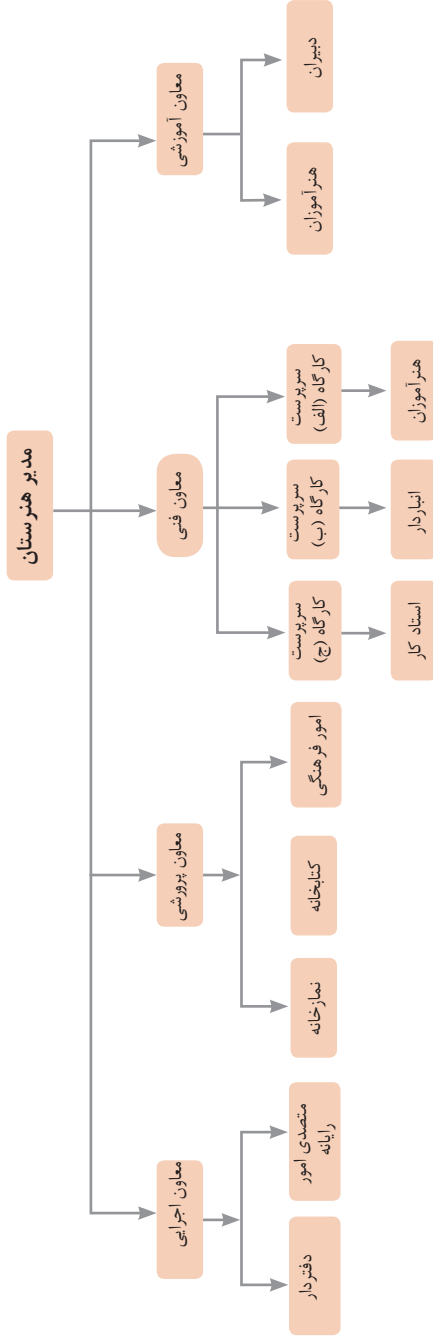 مدیر هنرستان
معاون آموزشی
معاون فنی
معاون پرورشی
معاون اجرایی
دبیران
هنرآموزان
سرپرست
کارگاه (الف)
سرپرست
کارگاه (ب)
سرپرست
کارگاه (ج)
امور فرهنگی
کتابخانه
نمازخانه
متصدی امور
رایانه
دفتردار
هنرآموزان
انباردار
استاد کار